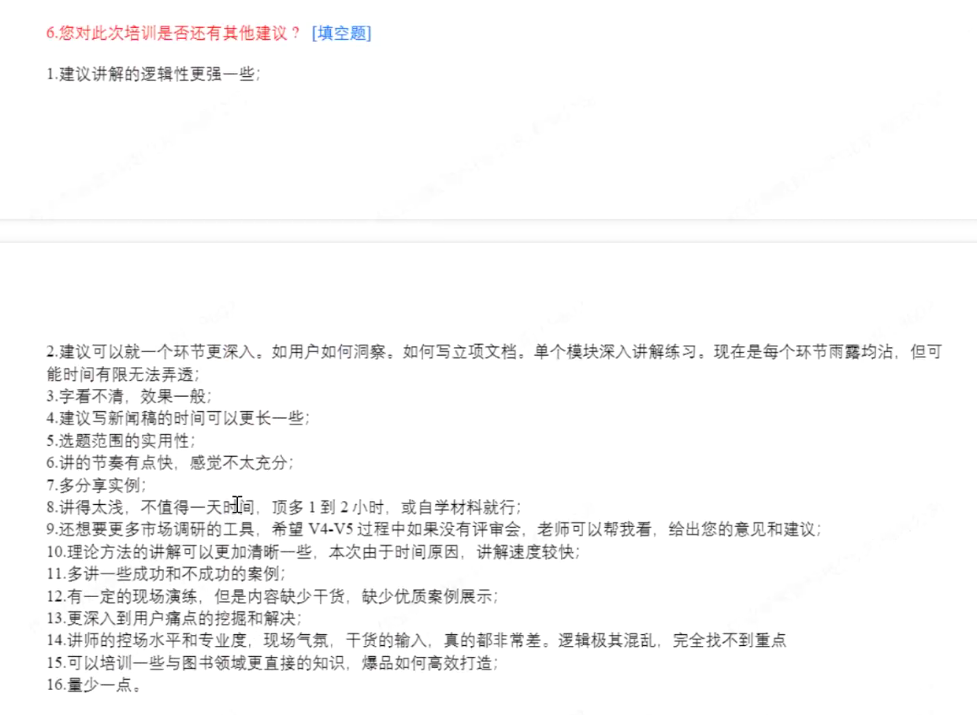 6.您对此次培训是否还有其他建议？ [填空题]
1.建议讲解的逻辑性更强一些;
2.建议可以就一个环节更深入。如用户如何洞察。如何写立项文档。单个模块深入讲解练习。现在是每个环节雨露均沾，但可
能时间有限无法弄透;
3.字看不清，效果一般;
4.建议写新闻稿的时间可以更长一些;
5.选题范围的实用性;
6.讲的节奏有点快，感觉不太充分;
7.多分享实例;
8.讲得太浅，不值得一天时间，顶多 1 到 2 小时，或自学材料就行;
9.还想要更多市场调研的工具，希望 V4-V5 过程中如果没有评审会，老师可以帮我看，给出您的意见和建议;
10.理论方法的讲解可以更加清晰一些，本次由于时间原因，讲解速度较快;
11.多讲一些成功和不成功的案例;
12.有一定的现场演练，但是内容缺少干货，缺少优质案例展示;
13.更深入到用户痛点的挖掘和解决;
14.讲师的控场水平和专业度，现场气氛，干货的输入，真的都非常差。逻辑极其混乱，完全找不到重点
15.可以培训一些与图书领域更直接的知识，爆品如何高效打造;
16.量少一点。